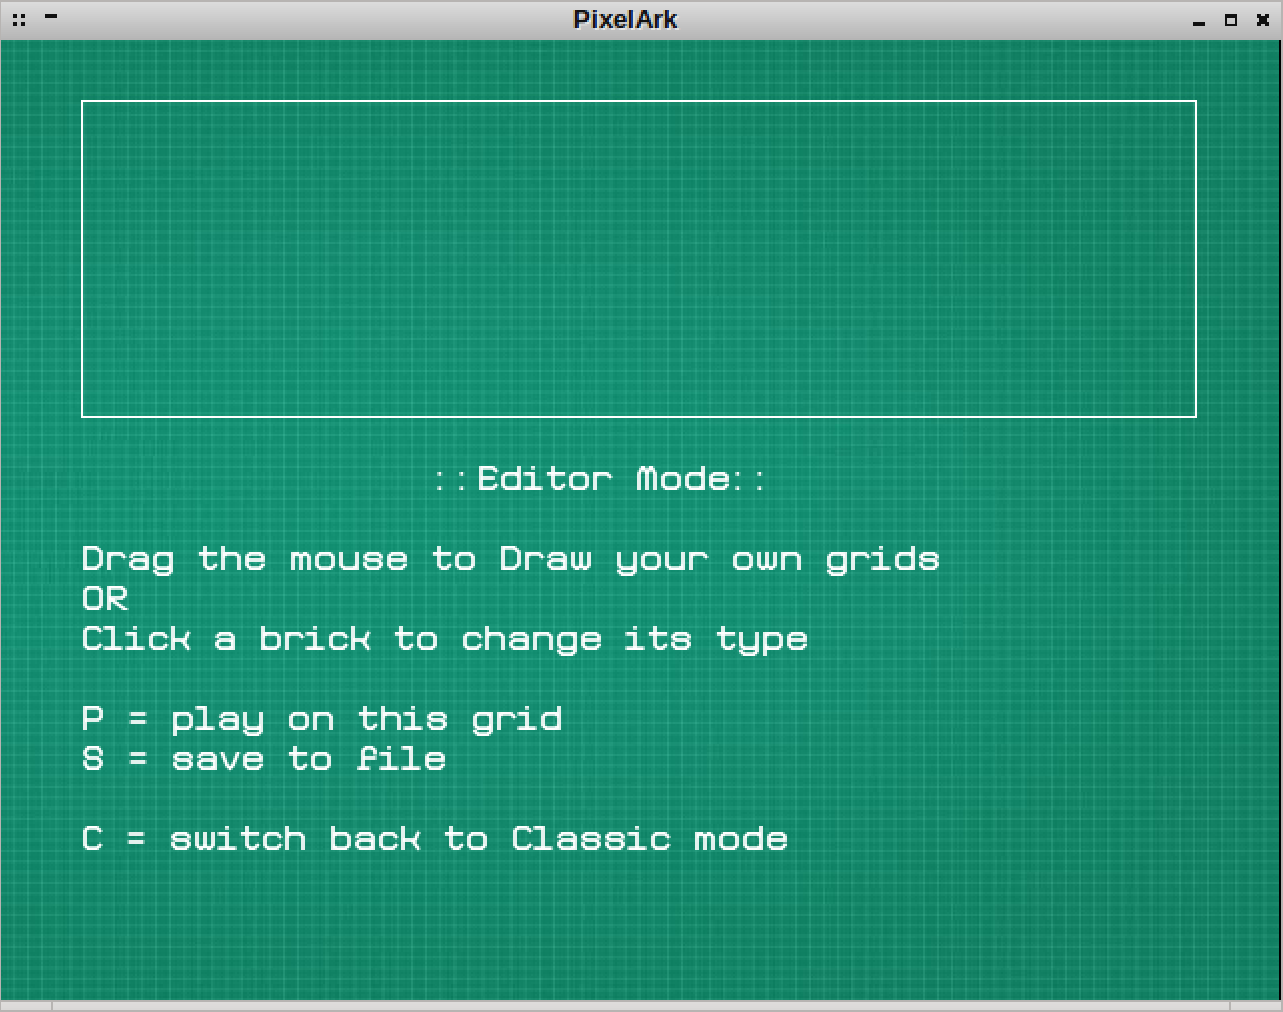 PixelArk
::Editor Mode::
Drag the mouse to Draw your own grids
OR
Click a brick to change its type
P = play on this grid
S = save to file
C = switch back to Classic mode